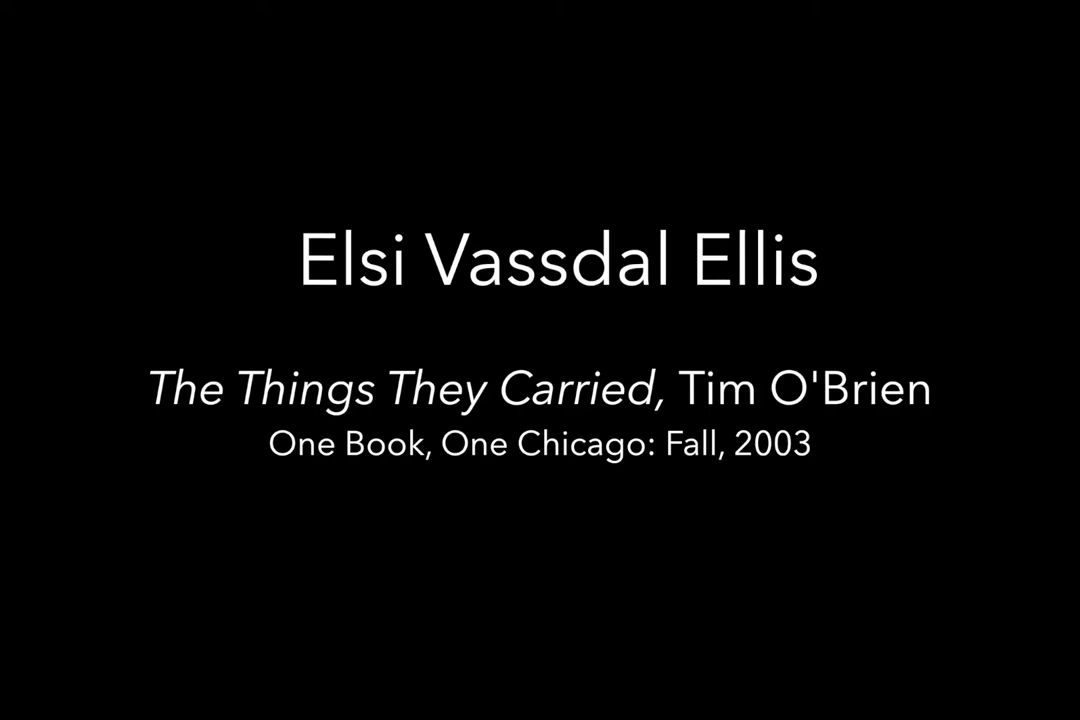 Elsi Vassdal Ellis
The Things They Carried, Tim O'Brien
One Book, One Chicago: Fall, 2003